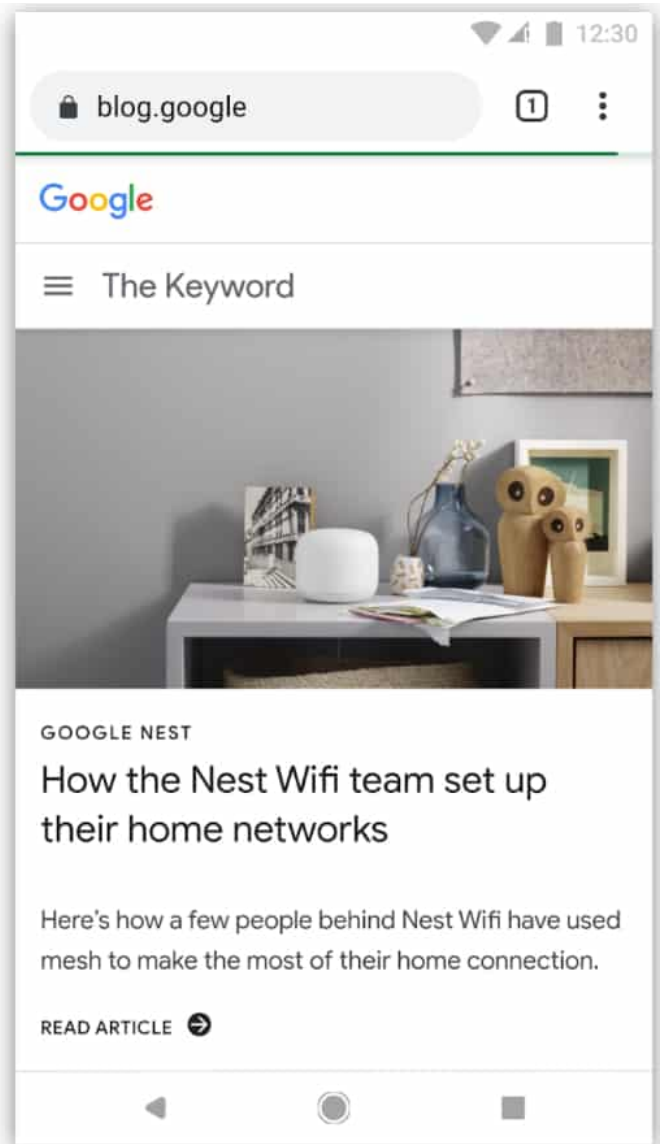 12:30
blog.google
1
Google
The Keyword
GOOGLE NEST
How the Nest Wifi team set up
their home networks
Here's how a few people behind Nest Wifi have used
mesh to make the most of their home connection.
READ ARTICLE